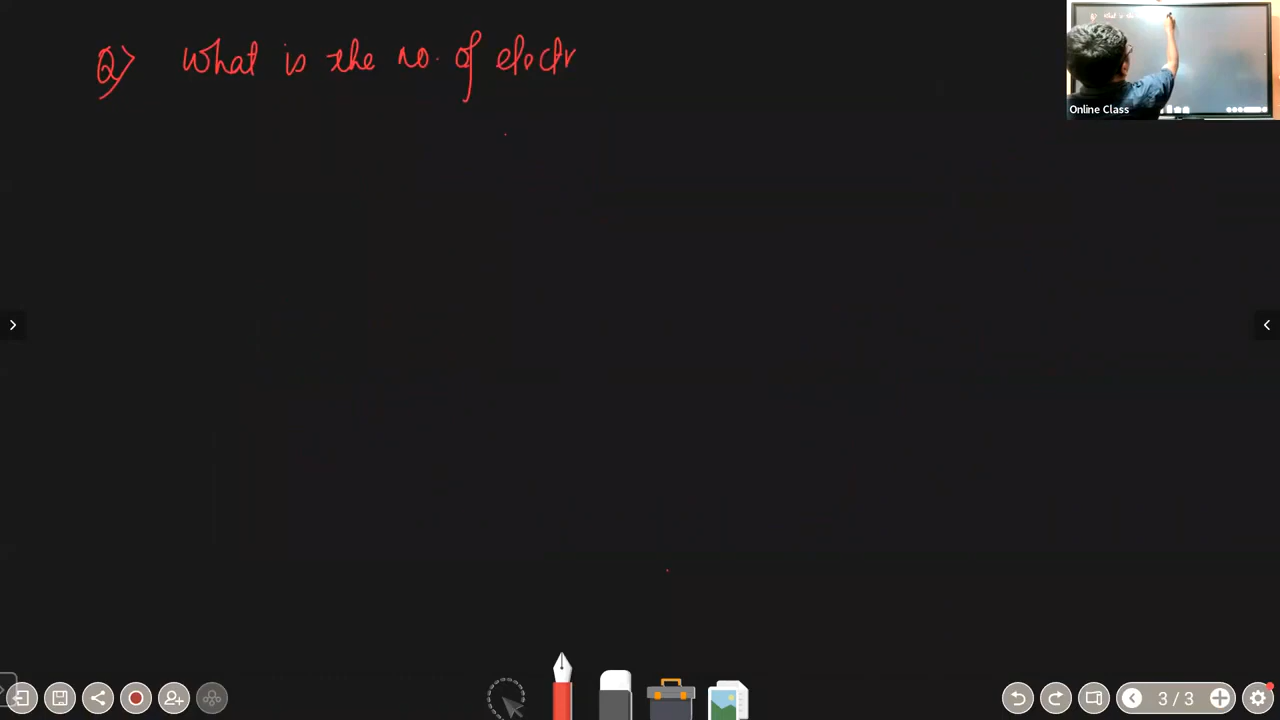 Q> What is the no. of electr
Online Class
3 / 3